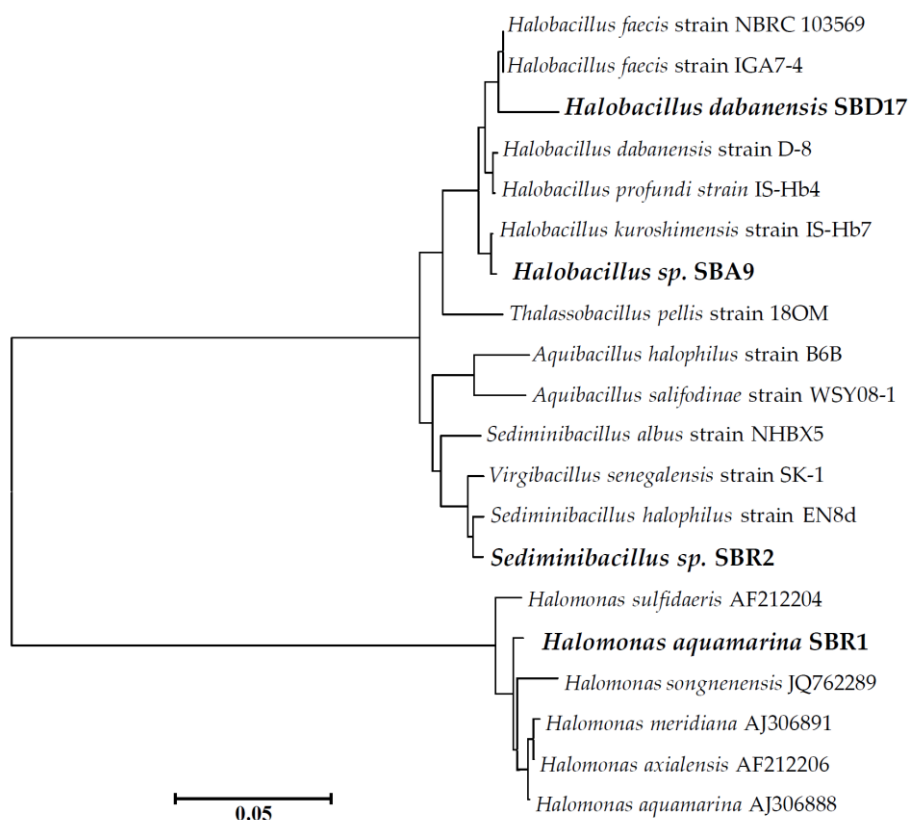 Halobacillus faecis strain NBRC 103569
Halobacillus faecis strain IGA7-4
Halobacillus dabanensis SBD17
Halobacillus dabanensis strain D-8
Halobacillus profundi strain IS-Hb4
Halobacillus kuroshimensis strain IS-Hb7
Halobacillus sp. SBA9
Thalassobacillus pellis strain 18OM
Aquibacillus halophilus strain B6B
Aquibacillus salifodinae strain WSY08-1
Sediminibacillus albus strain NHBX5
Virgibacillus senegalensis strain SK-1
Sediminibacillus halophilus strain EN8d
Sediminibacillus sp. SBR2
Halomonas sulfidaeris AF212204
Halomonas aquamarina SBR1
Halomonas songnenensis JQ762289
Halomonas meridiana AJ306891
Halomonas axialensis AF212206
Halomonas aquamarina AJ306888
0.05